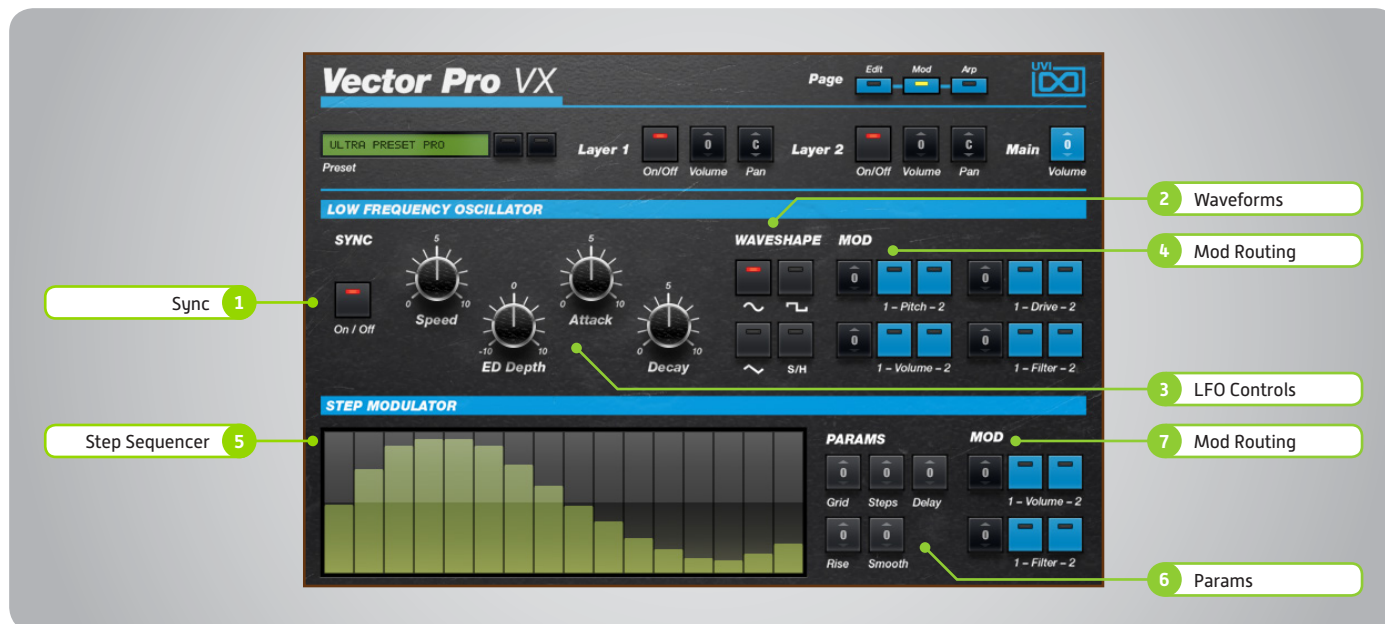 Vector Pro VX
Page
Edit Mod Arp
UVI
ULTRA PRESET PRO
Preset
Layer 1
On/Off
0
Volume
C
Pan
Layer 2
On/Off
0
Volume
C
Pan
Main
0
Volume
LOW FREQUENCY OSCILLATOR
SYNC
On / Off
0 5 10
Speed
-10 0 10
ED Depth
0 5 10
Attack
0 5 10
Decay
WAVESHAPE
S/H
MOD
0
1 – Pitch – 2
0
1 – Drive – 2
0
1 – Volume – 2
0
1 – Filter – 2
STEP MODULATOR
PARAMS
0 0 0
Grid Steps Delay
0 0
Rise Smooth
MOD
0
1 – Volume – 2
0
1 – Filter – 2
Sync 1
2 Waveforms
4 Mod Routing
3 LFO Controls
Step Sequencer 5
7 Mod Routing
6 Params